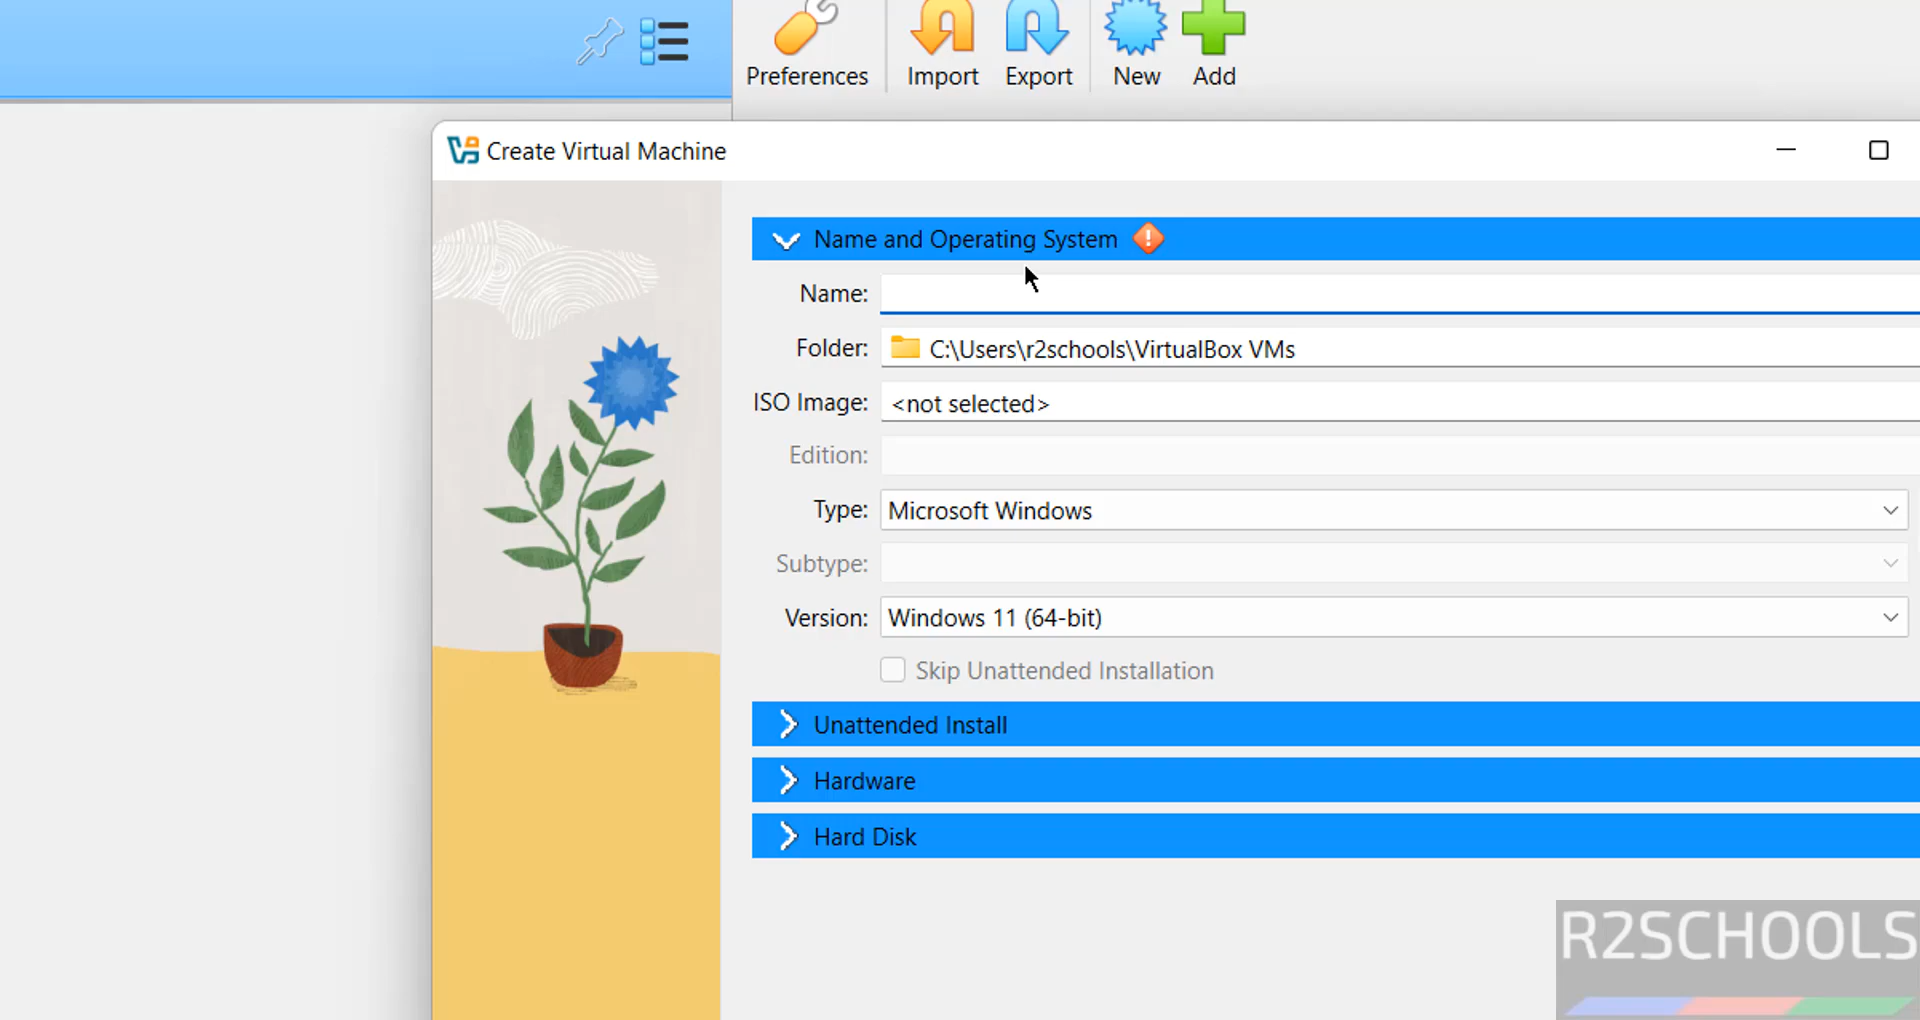 Preferences
Import
Export
New
Add
Create Virtual Machine
Name and Operating System
Name:
Folder: C:\Users\r2schools\VirtualBox VMs
ISO Image: <not selected>
Edition:
Type: Microsoft Windows
Subtype:
Version: Windows 11 (64-bit)
Skip Unattended Installation
Unattended Install
Hardware
Hard Disk
R2SCHOOLS